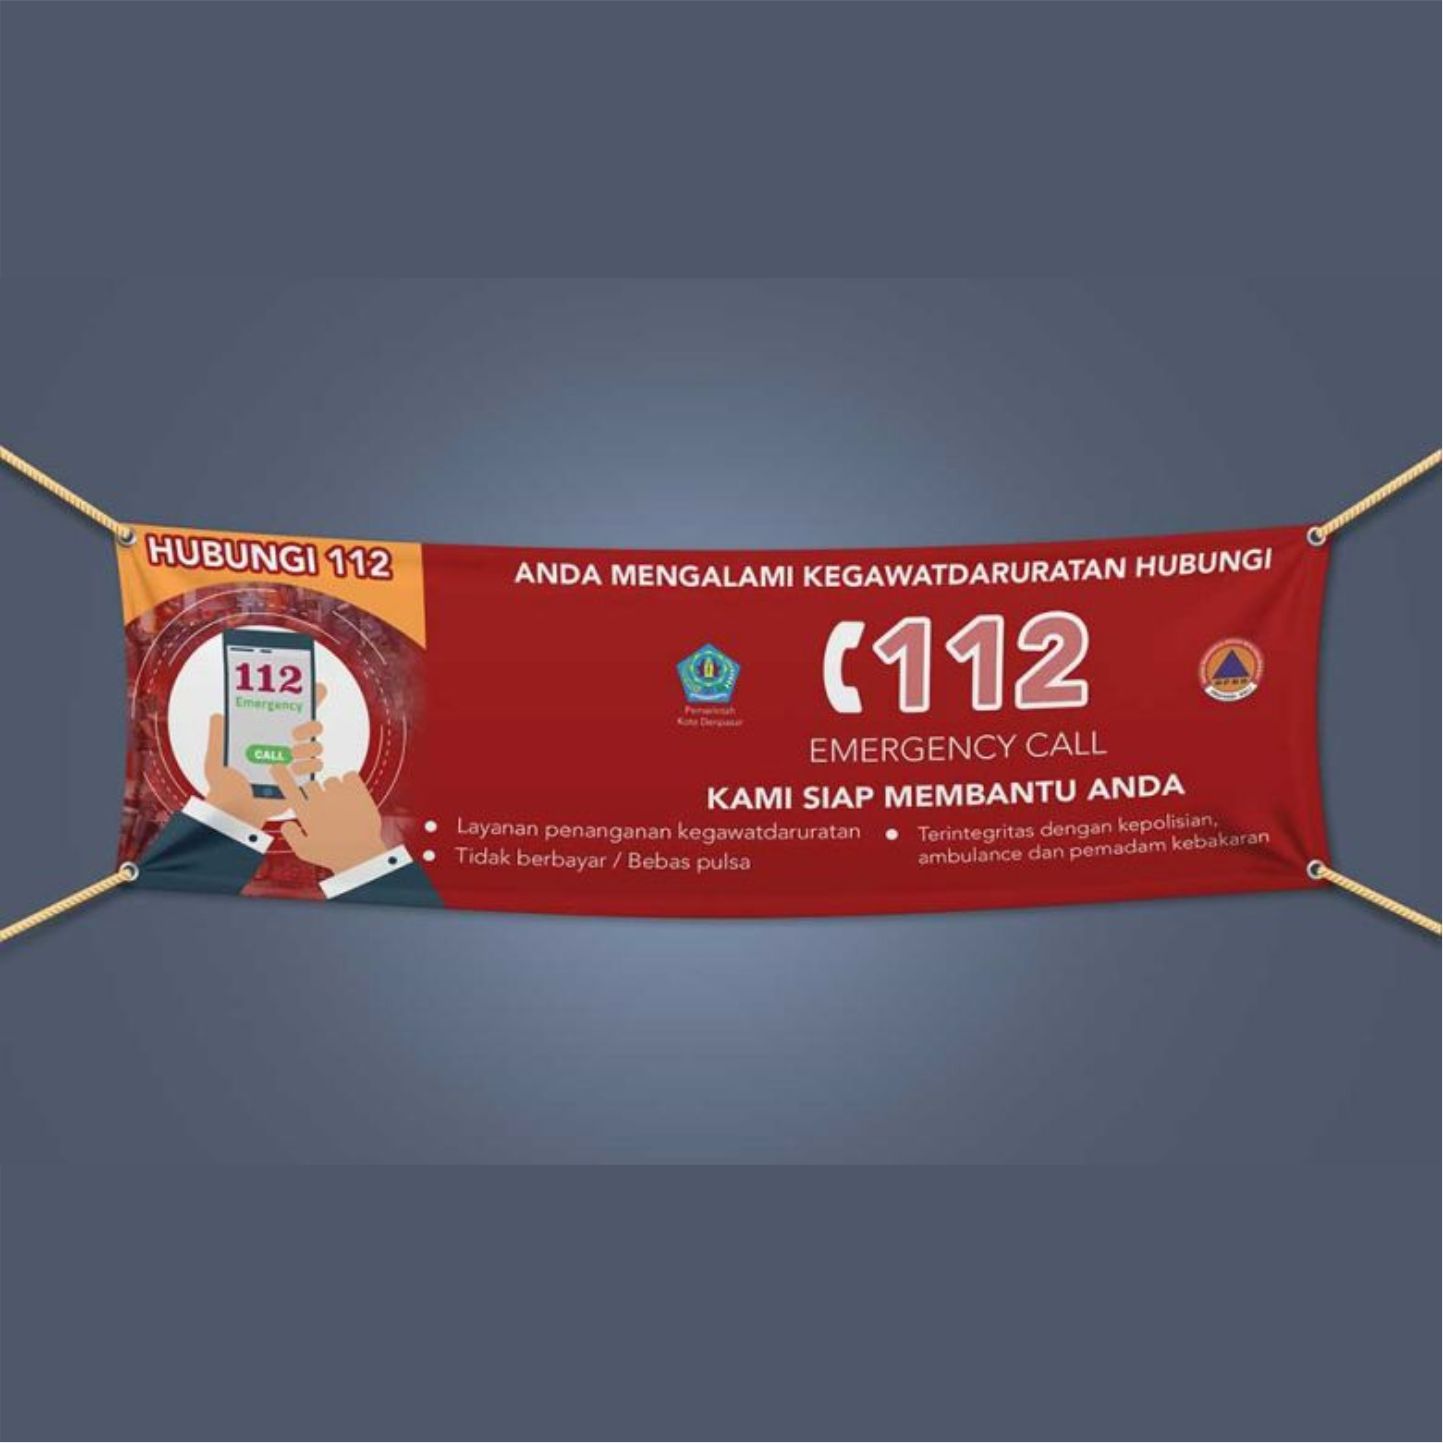 HUBUNGI 112
112
Emergency
CALL
ANDA MENGALAMI KEGAWATDARURATAN HUBUNGI
112
EMERGENCY CALL
Pemerintah
Kota Denpasar
KAMI SIAP MEMBANTU ANDA
Layanan penanganan kegawatdaruratan
Tidak berbayar / Bebas pulsa
Terintegritas dengan kepolisian,
ambulance dan pemadam kebakaran